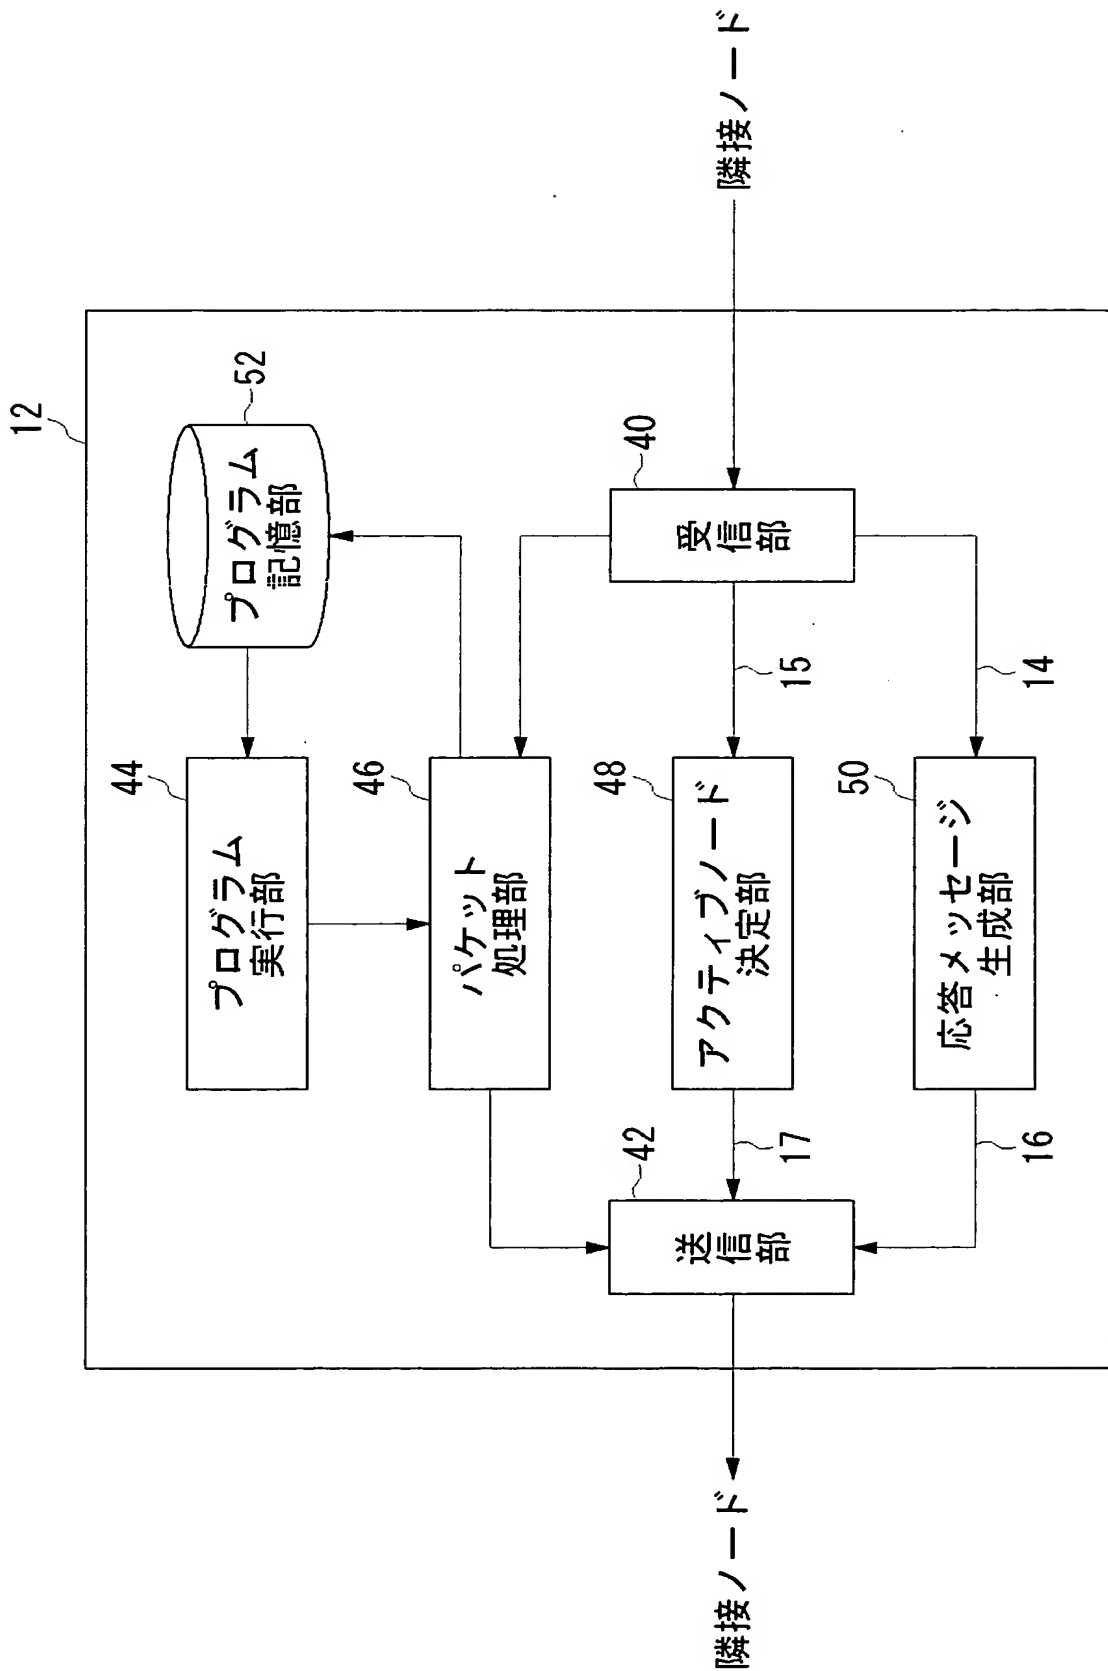 12
プログラム
実行部
44
プログラム
記憶部
52
パケット
処理部
46
隣接ノード
送信部
42
アクティブノード
決定部
48
受信部
40
隣接ノード
17
15
応答メッセージ
生成部
50
16
14